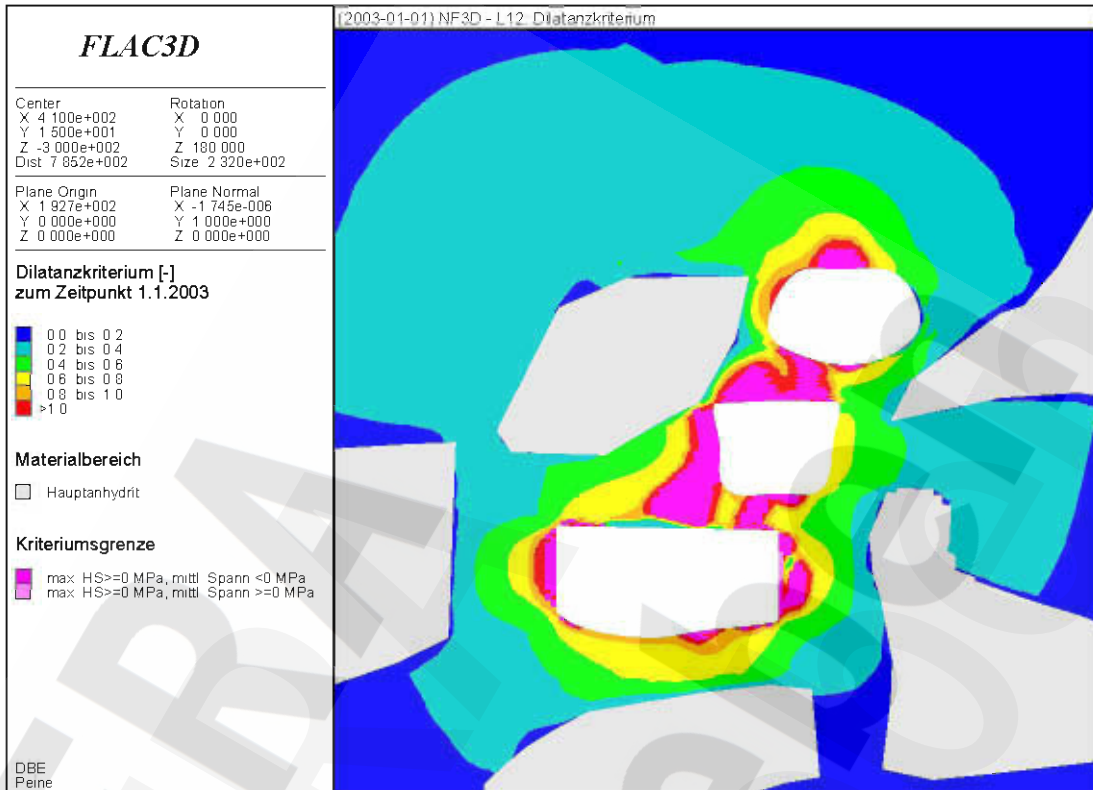 (2003-01-01) NF3D - L12: Dilatanzkriterium
FLAC3D
Center Rotation
X 4 100e+002 X 0 000
Y 1 500e+001 Y 0 000
Z -3 000e+002 Z 180 000
Dist 7 852e+002 Size 2 320e+002
Plane Origin Plane Normal
X 1 927e+002 X -1 745e-006
Y 0 000e+000 Y 1 000e+000
Z 0 000e+000 Z 0 000e+000
Dilatanzkriterium [-]
zum Zeitpunkt 1.1.2003
0 0 bis 0 2
0 2 bis 0 4
0 4 bis 0 6
0 6 bis 0 8
0 8 bis 1 0
>1 0
Materialbereich
Hauptanhydrit
Kriteriumsgrenze
max HS>=0 MPa, mittl Spann <0 MPa
max HS>=0 MPa, mittl Spann >=0 MPa
DBE
Peine